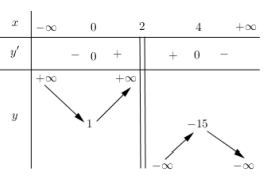 x −∞ 0 2 4 +∞
y′ − 0 + + 0 −
+∞ +∞
y 1 −15
−∞ −∞